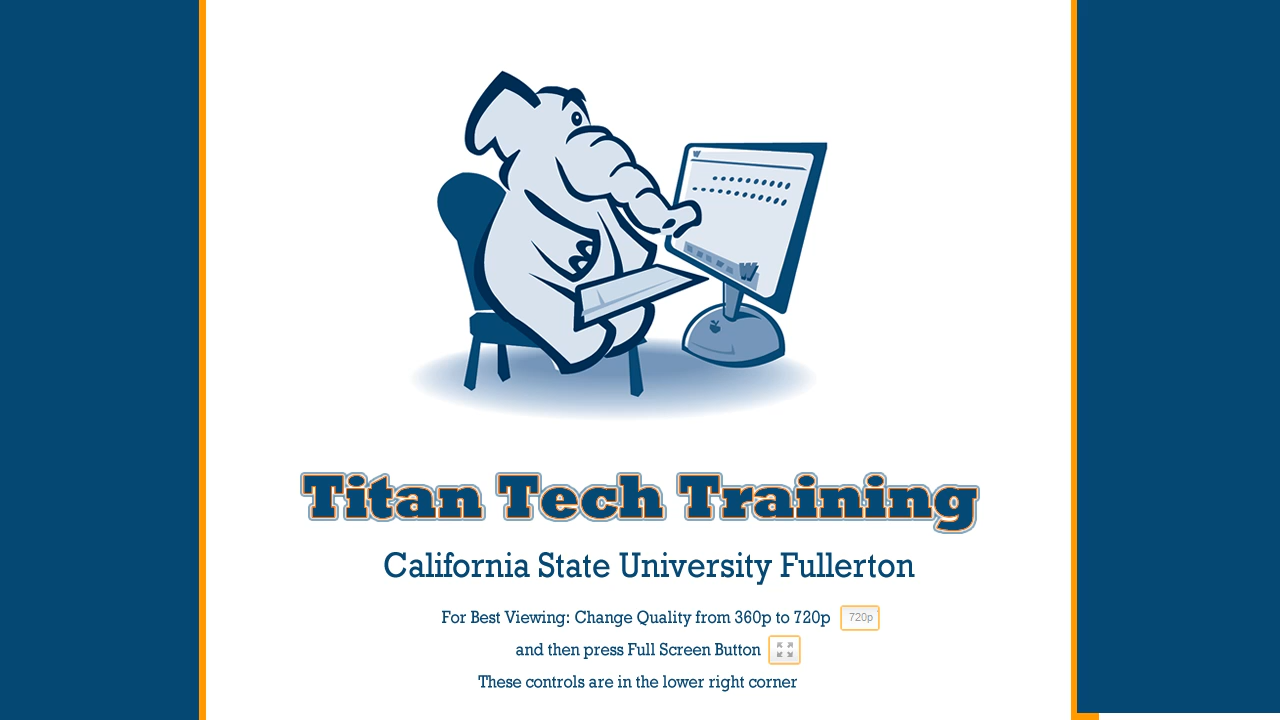 W
W
Titan Tech Training
California State University Fullerton
For Best Viewing: Change Quality from 360p to 720p 720p
and then press Full Screen Button
These controls are in the lower right corner